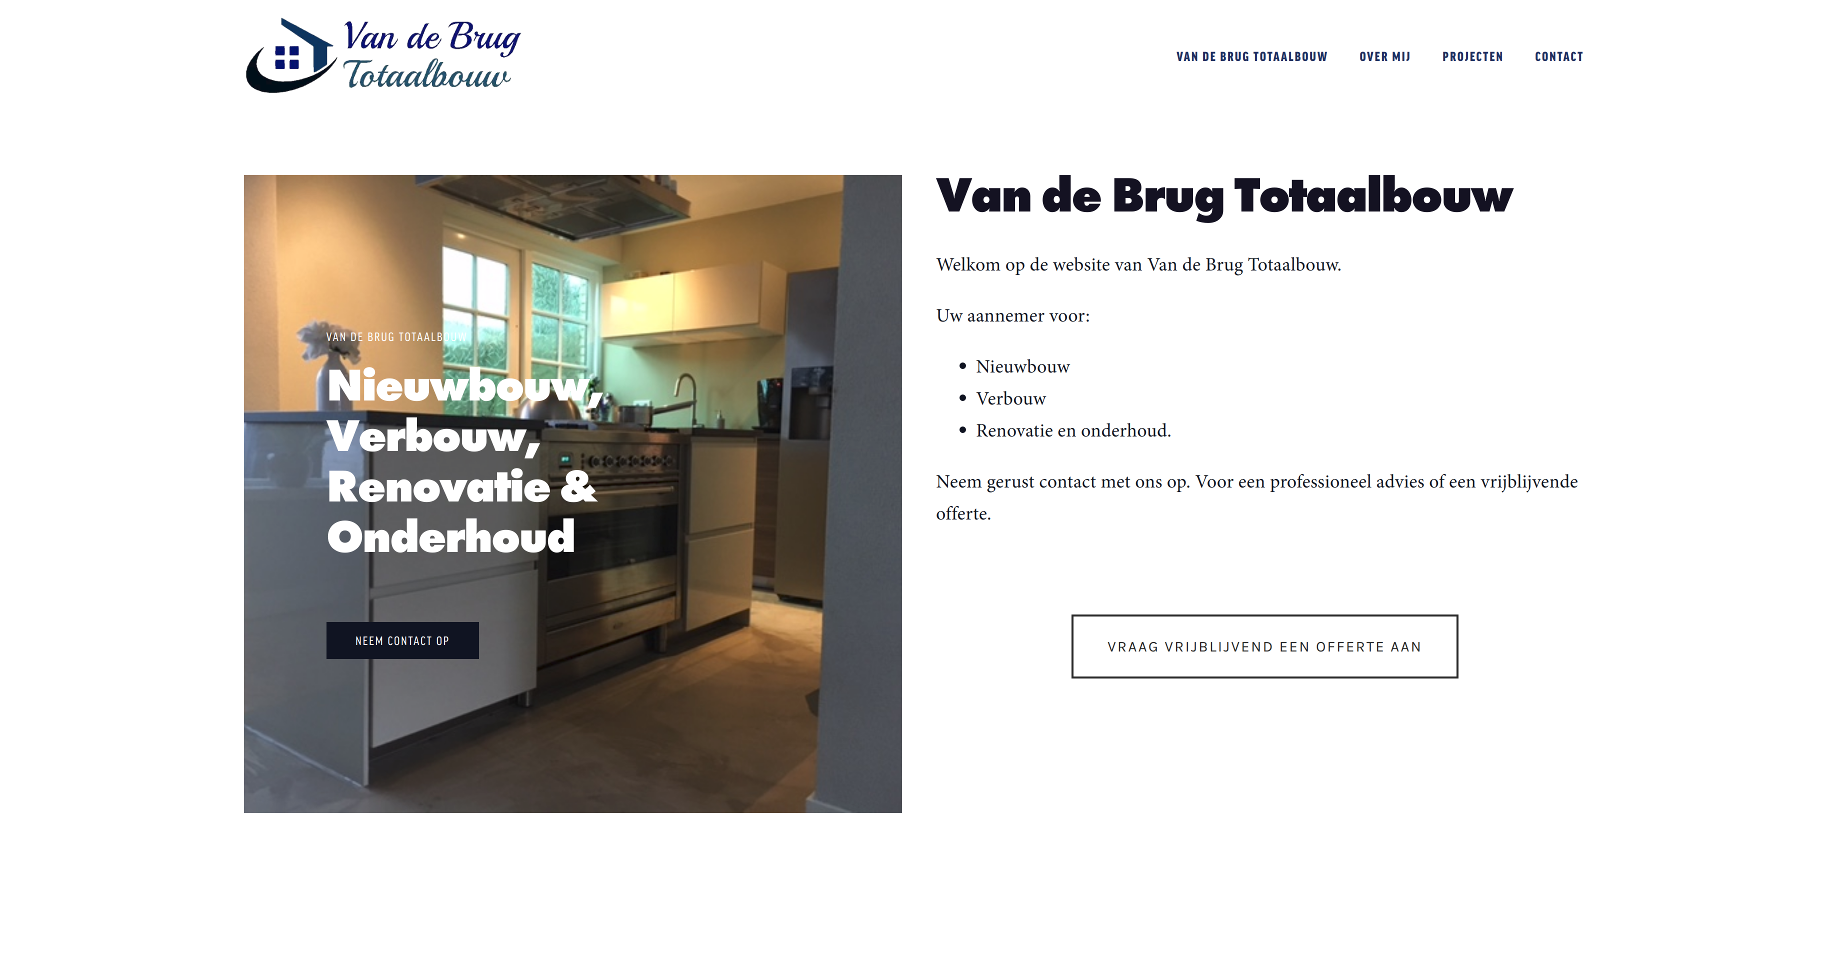 Van de Brug
Totaalbouw
VAN DE BRUG TOTAALBOUW
OVER MIJ
PROJECTEN
CONTACT
VAN DE BRUG TOTAALBOUW
Nieuwbouw,
Verbouw,
Renovatie &
Onderhoud
NEEM CONTACT OP
Van de Brug Totaalbouw
Welkom op de website van Van de Brug Totaalbouw.
Uw aannemer voor:
• Nieuwbouw
• Verbouw
• Renovatie en onderhoud.
Neem gerust contact met ons op. Voor een professioneel advies of een vrijblijvende
offerte.
VRAAG VRIJBLIJVEND EEN OFFERTE AAN